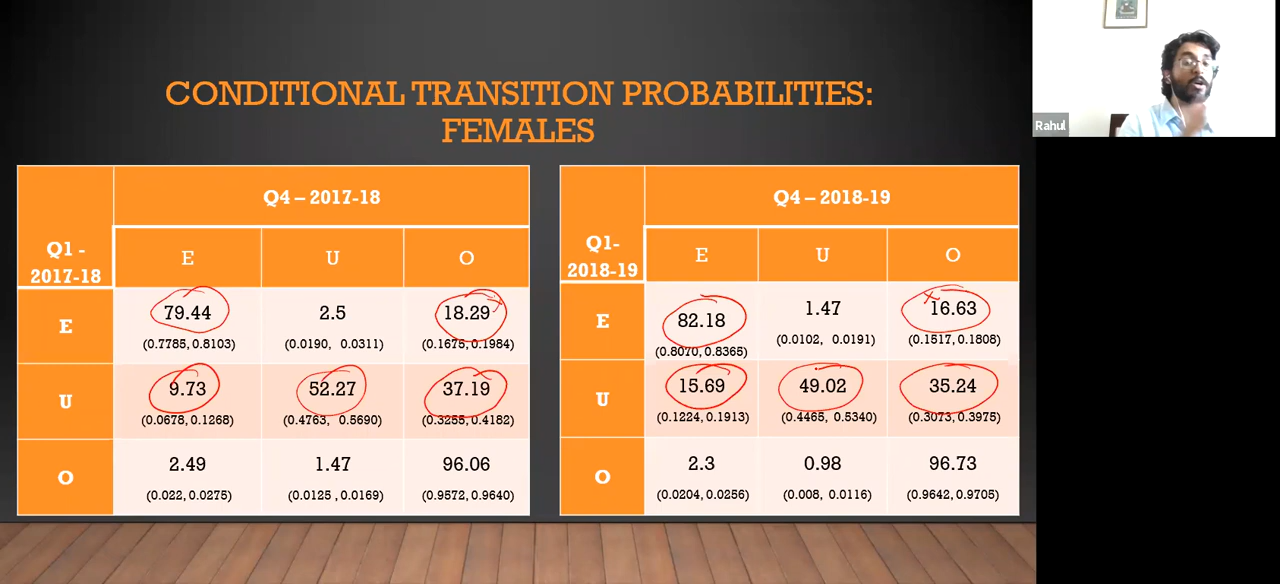 CONDITIONAL TRANSITION PROBABILITIES:
FEMALES
Rahul
Q1 -
2017-18
Q4 – 2017-18
E U O
E 79.44 2.5 18.29
(0.7785, 0.8103) (0.0190, 0.0311) (0.1675, 0.1984)
U 9.73 52.27 37.19
(0.0678, 0.1268) (0.4763, 0.5690) (0.3255, 0.4182)
O 2.49 1.47 96.06
(0.022, 0.0275) (0.0125 , 0.0169) (0.9572, 0.9640)
Q1-
2018-19
Q4 – 2018-19
E U O
E 82.18 1.47 16.63
(0.8070, 0.8365) (0.0102, 0.0191) (0.1517, 0.1808)
U 15.69 49.02 35.24
(0.1224, 0.1913) (0.4465, 0.5340) (0.3073, 0.3975)
O 2.3 0.98 96.73
(0.0204, 0.0256) (0.008, 0.0116) (0.9642, 0.9705)